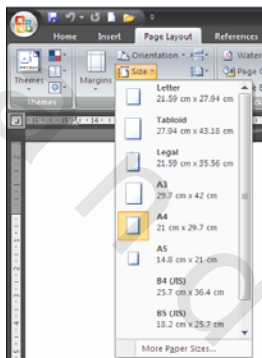 Home Insert Page Layout References
Orientation
Size
Themes
Margins
Themes
Water
Page
Letter
21.59 cm x 27.94 cm
Tabloid
27.94 cm x 43.18 cm
Legal
21.59 cm x 35.56 cm
A3
29.7 cm x 42 cm
A4
21 cm x 29.7 cm
A5
14.8 cm x 21 cm
B4 (JIS)
25.7 cm x 36.4 cm
B5 (JIS)
18.2 cm x 25.7 cm
More Paper Sizes...